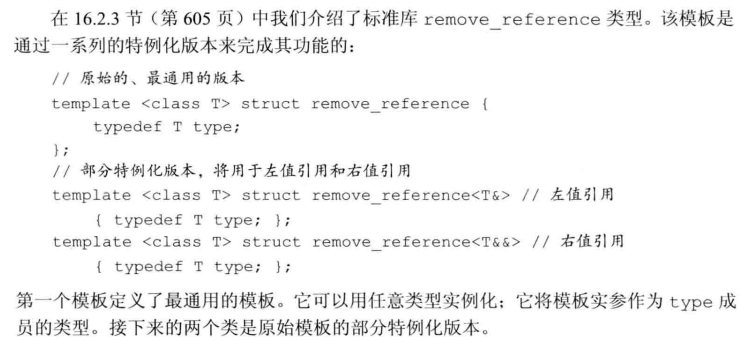 在 16.2.3 节（第 605 页）中我们介绍了标准库 remove_reference 类型。该模板是
通过一系列的特例化版本来完成其功能的：
// 原始的、最通用的版本
template <class T> struct remove_reference {
    typedef T type;
};
// 部分特例化版本，将用于左值引用和右值引用
template <class T> struct remove_reference<T&> // 左值引用
    { typedef T type; };
template <class T> struct remove_reference<T&&> // 右值引用
    { typedef T type; };
第一个模板定义了最通用的模板。它可以用任意类型实例化；它将模板实参作为 type 成
员的类型。接下来的两个类是原始模板的部分特例化版本。